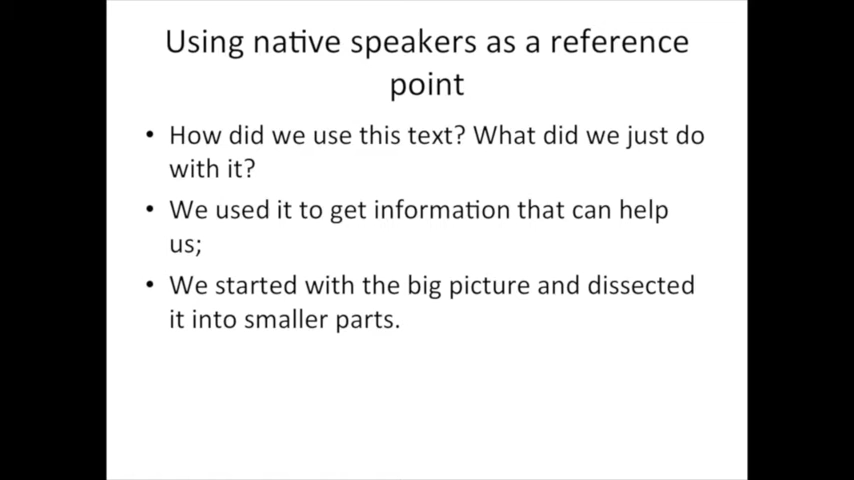 Using native speakers as a reference
point
• How did we use this text? What did we just do
with it?
• We used it to get information that can help
us;
• We started with the big picture and dissected
it into smaller parts.